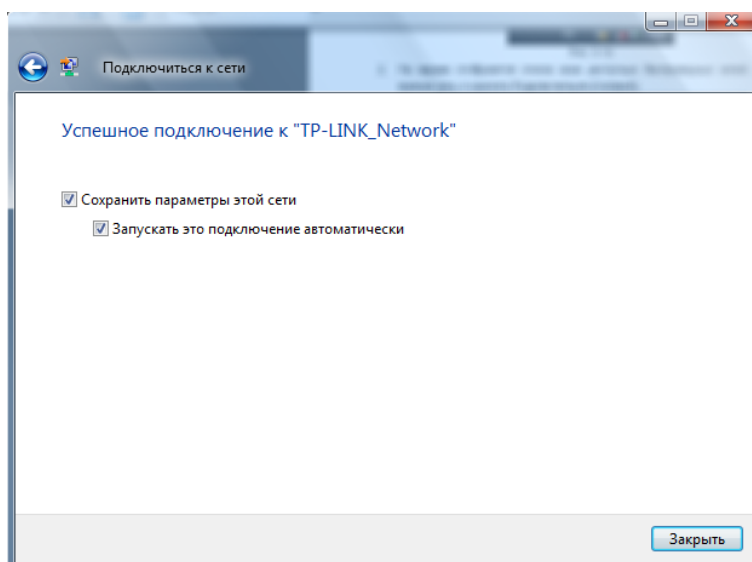 Подключиться к сети
Успешное подключение к "TP-LINK_Network"
Сохранить параметры этой сети
Запускать это подключение автоматически
Закрыть